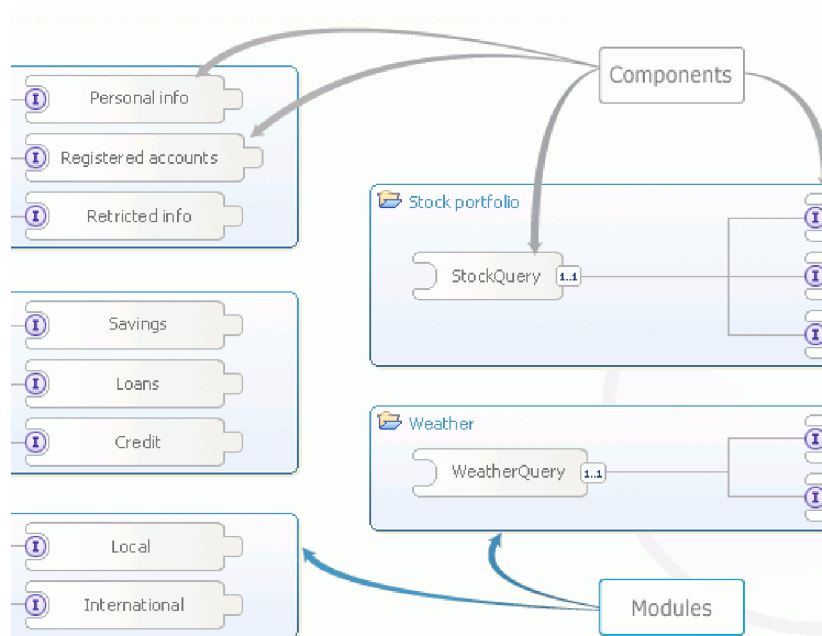 Components
Personal info
Registered accounts
Retricted info
Stock portfolio
StockQuery
1..1
Savings
Loans
Credit
Weather
WeatherQuery
1..1
Local
International
Modules